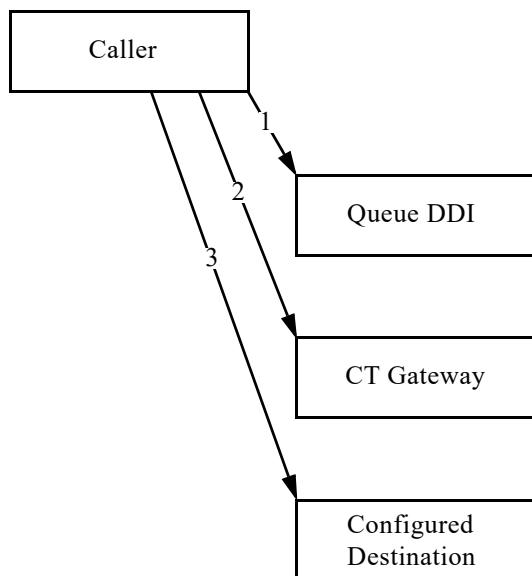 Caller
1
Queue DDI
2
3
CT Gateway
Configured
Destination